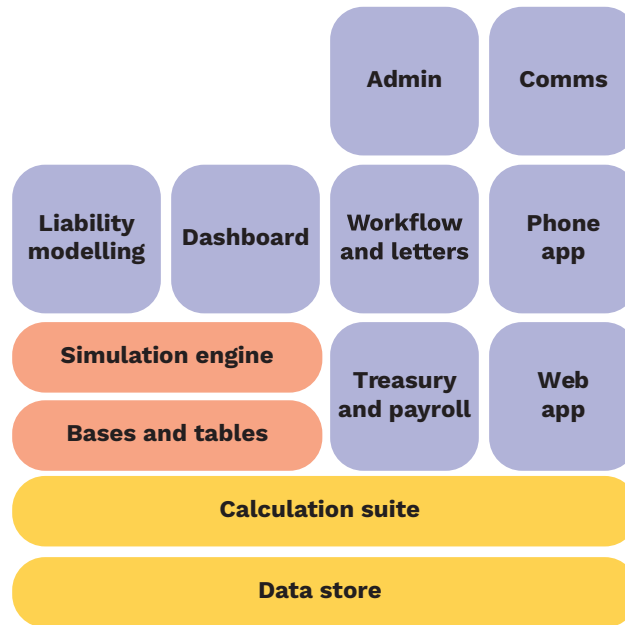 Admin
Comms
Liability
modelling
Dashboard
Workflow
and letters
Phone
app
Simulation engine
Treasury
and payroll
Web
app
Bases and tables
Calculation suite
Data store